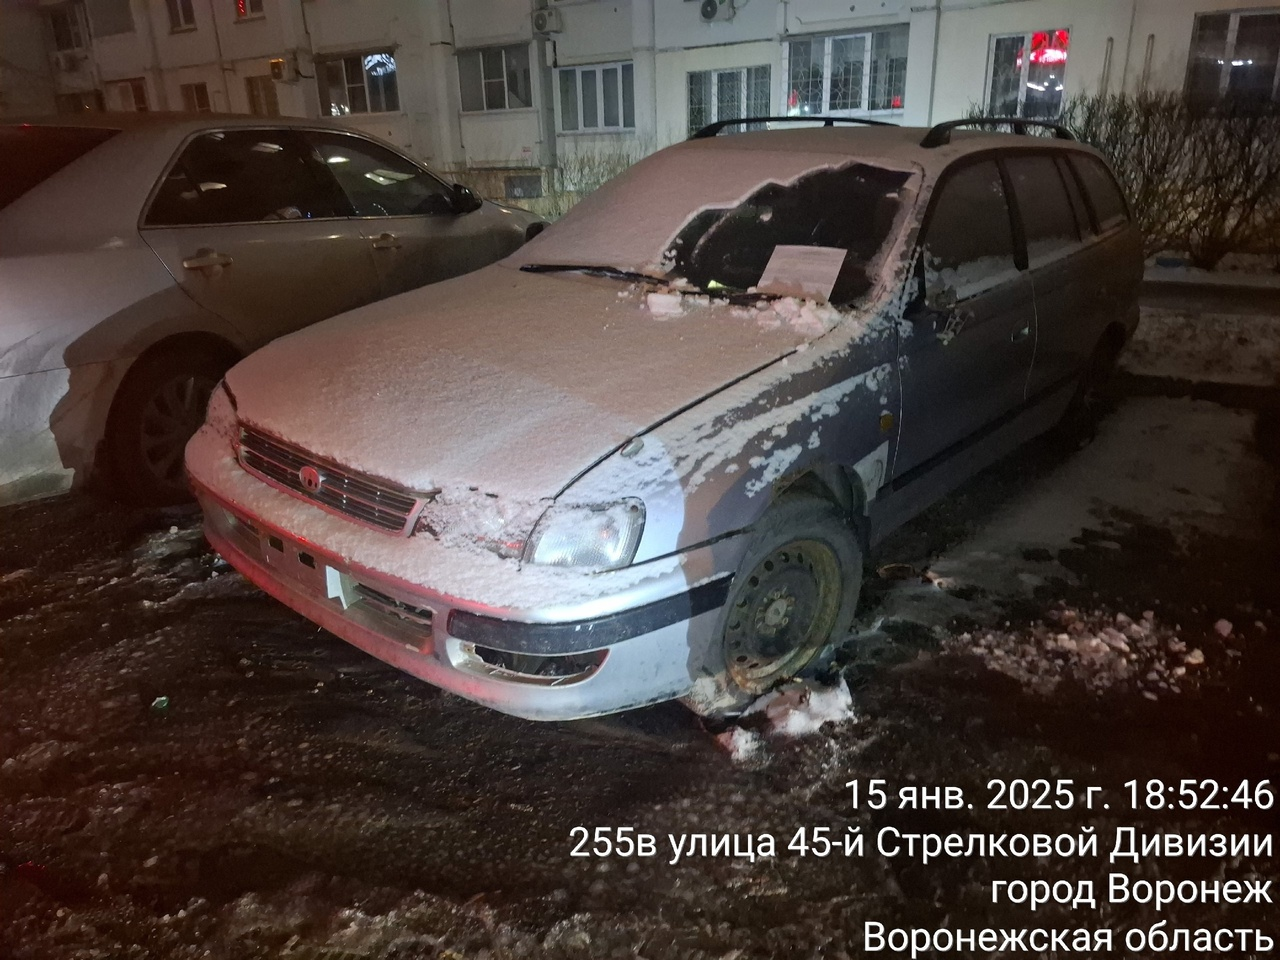 15 янв. 2025 г. 18:52:46
255в улица 45-й Стрелковой Дивизии
город Воронеж
Воронежская область